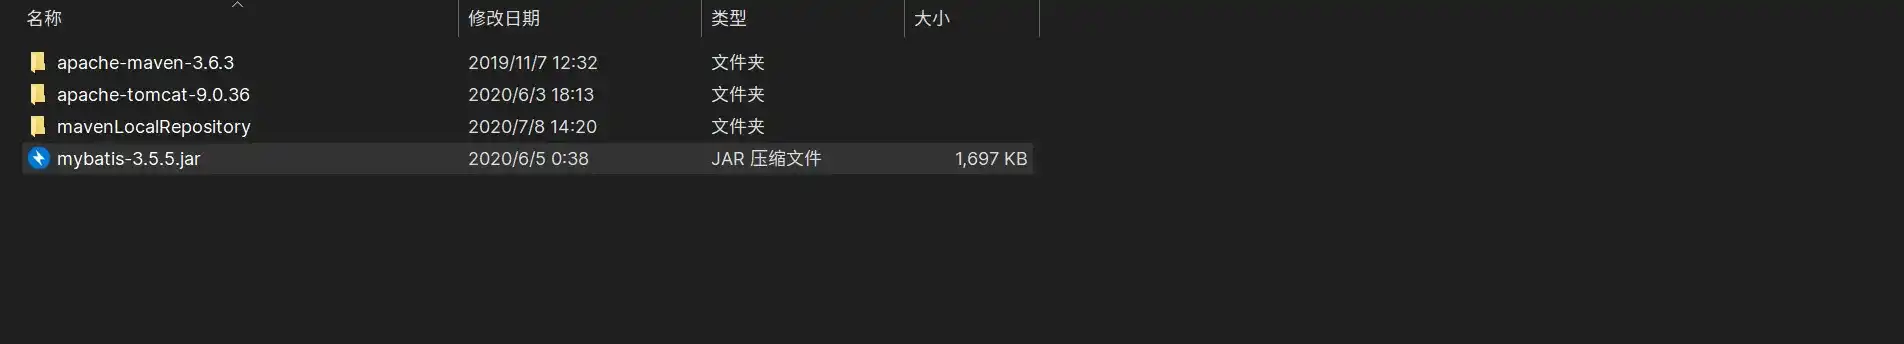 名称 修改日期 类型 大小
apache-maven-3.6.3 2019/11/7 12:32 文件夹
apache-tomcat-9.0.36 2020/6/3 18:13 文件夹
mavenLocalRepository 2020/7/8 14:20 文件夹
mybatis-3.5.5.jar 2020/6/5 0:38 JAR 压缩文件 1,697 KB